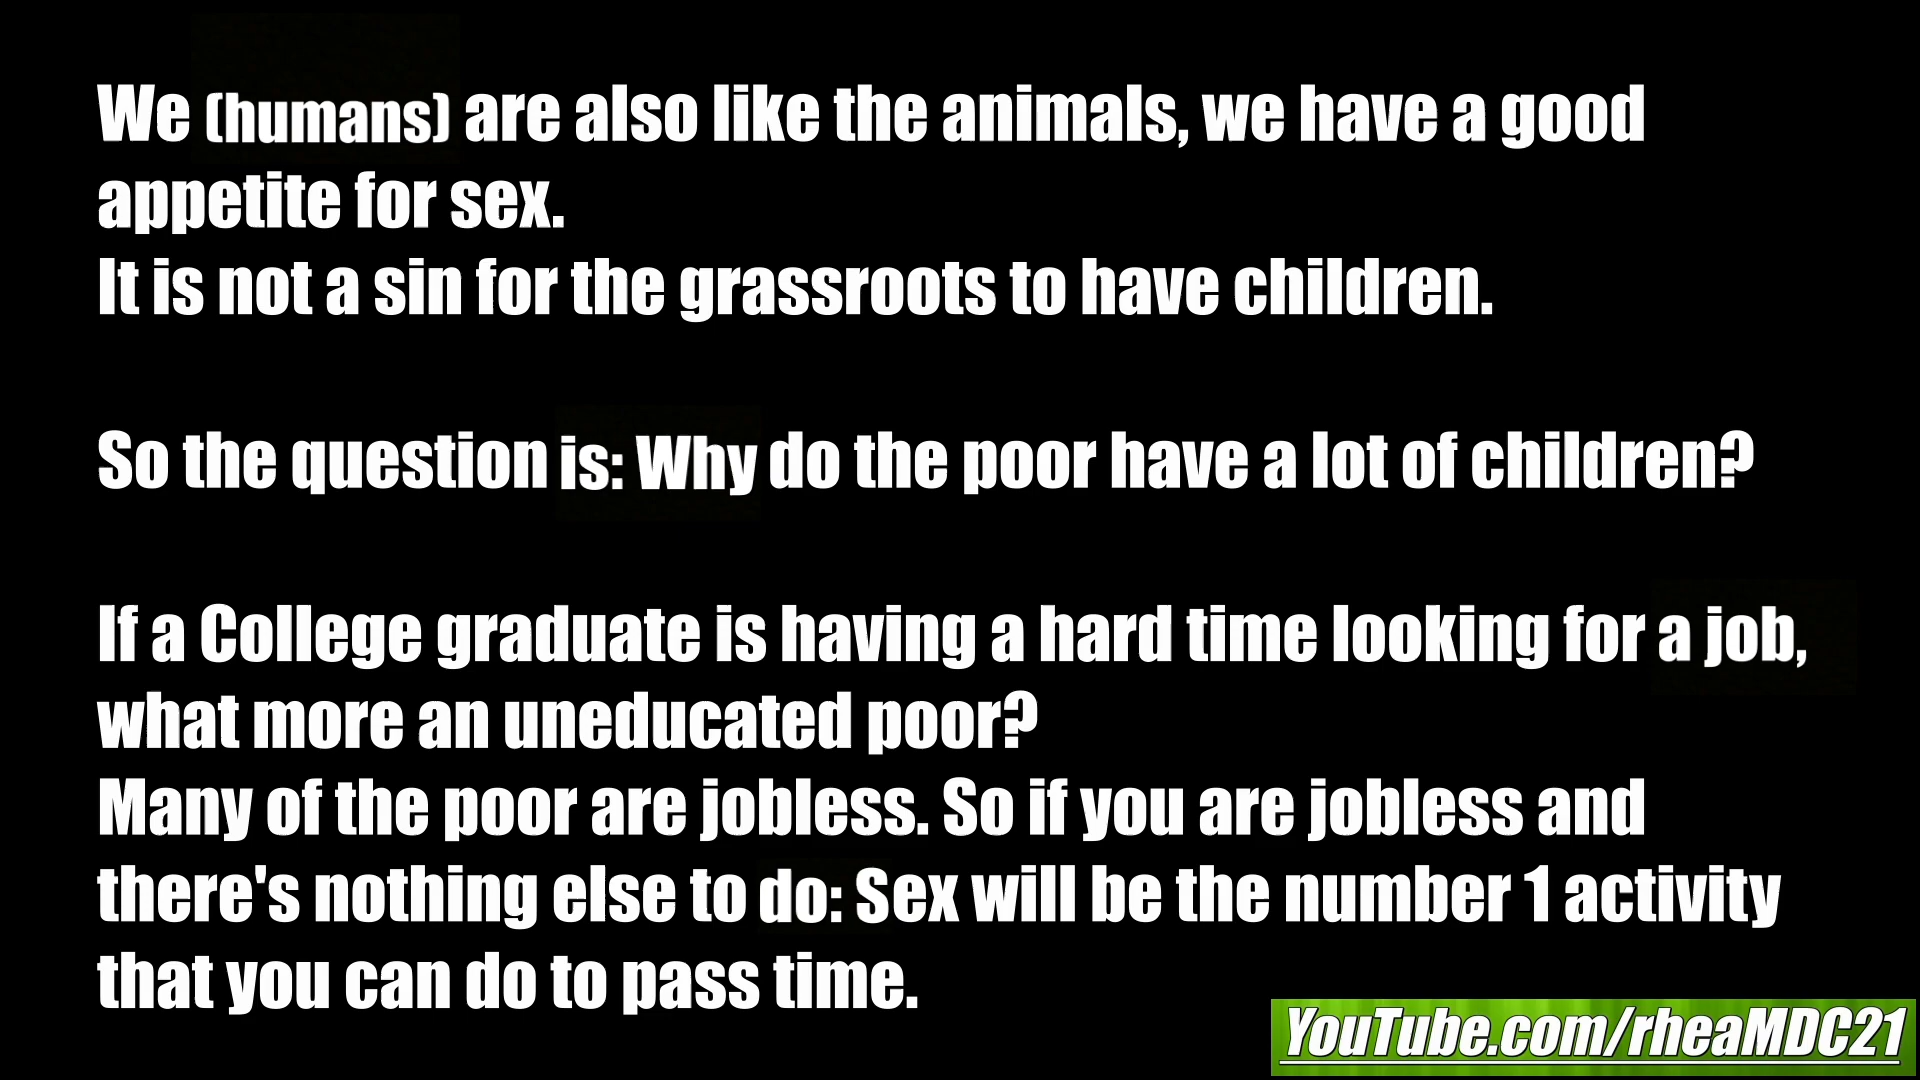 We (humans) are also like the animals, we have a good
appetite for sex.
It is not a sin for the grassroots to have children.
So the question is: Why do the poor have a lot of children?
If a College graduate is having a hard time looking for a job,
what more an uneducated poor?
Many of the poor are jobless. So if you are jobless and
there's nothing else to do: Sex will be the number 1 activity
that you can do to pass time.
YouTube.com/rheaMDC21